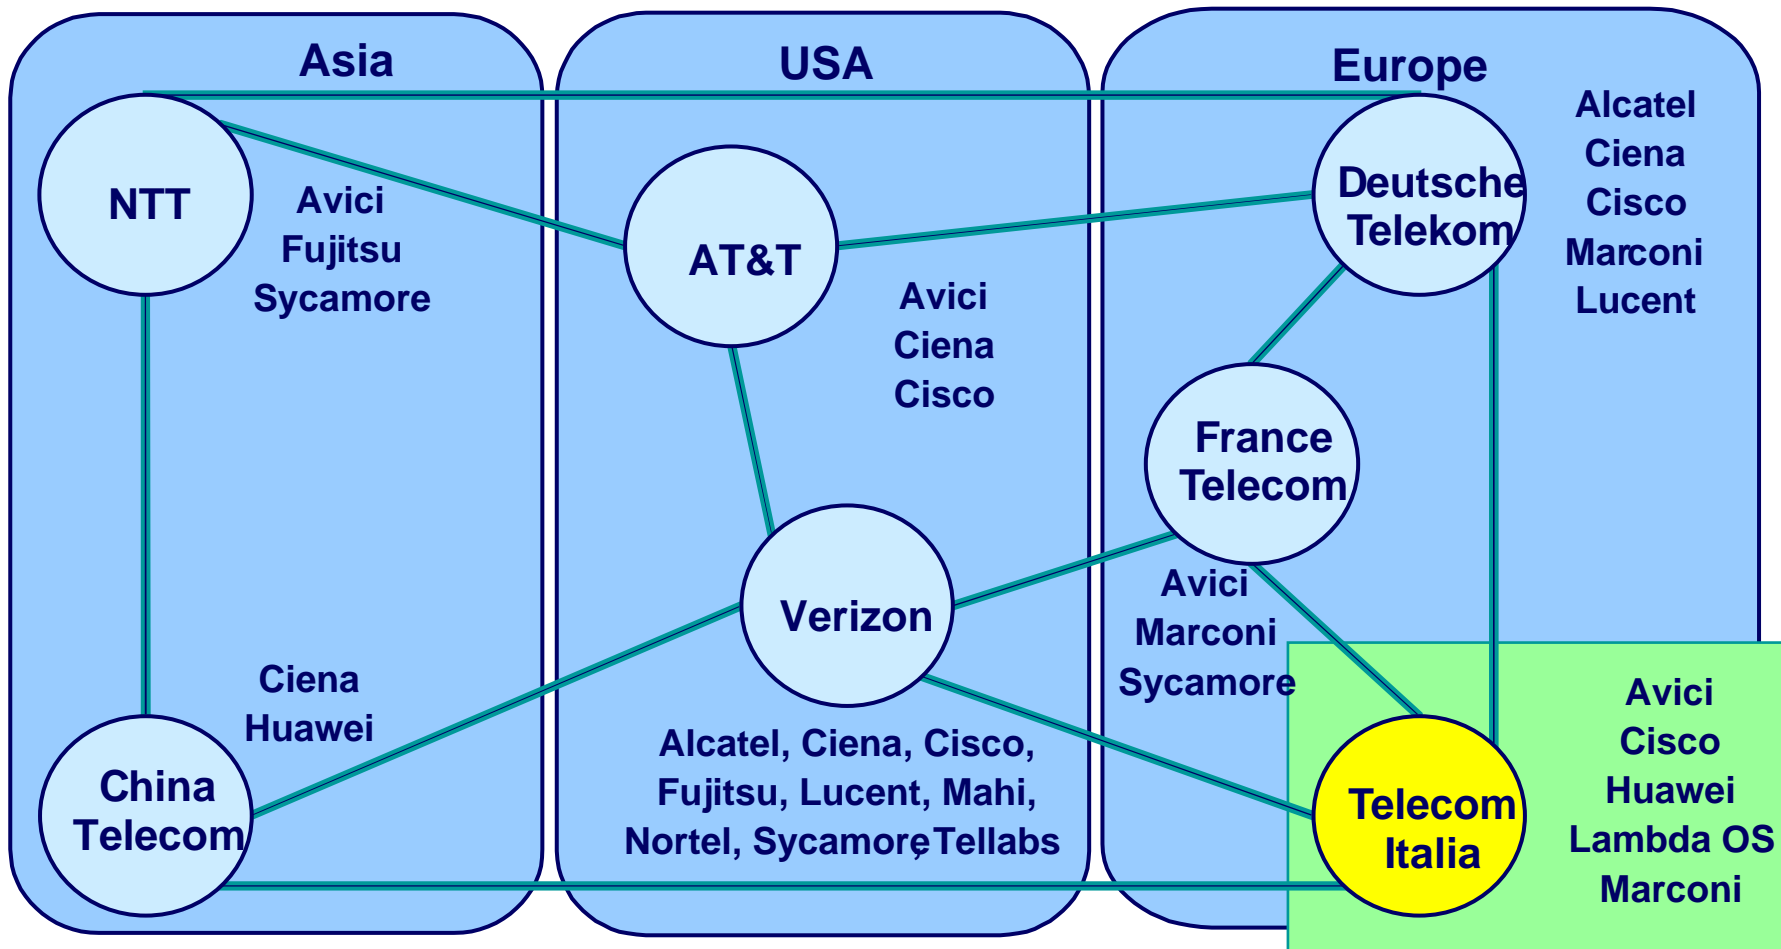 Asia
NTT
Avici
Fujitsu
Sycamore
Ciena
Huawei
China
Telecom
USA
AT&T
Avici
Ciena
Cisco
Verizon
Alcatel, Ciena, Cisco,
Fujitsu, Lucent, Mahi,
Nortel, Sycamore, Tellabs
Europe
Deutsche
Telekom
Alcatel
Ciena
Cisco
Marconi
Lucent
France
Telecom
Avici
Marconi
Sycamore
Telecom
Italia
Avici
Cisco
Huawei
Lambda OS
Marconi